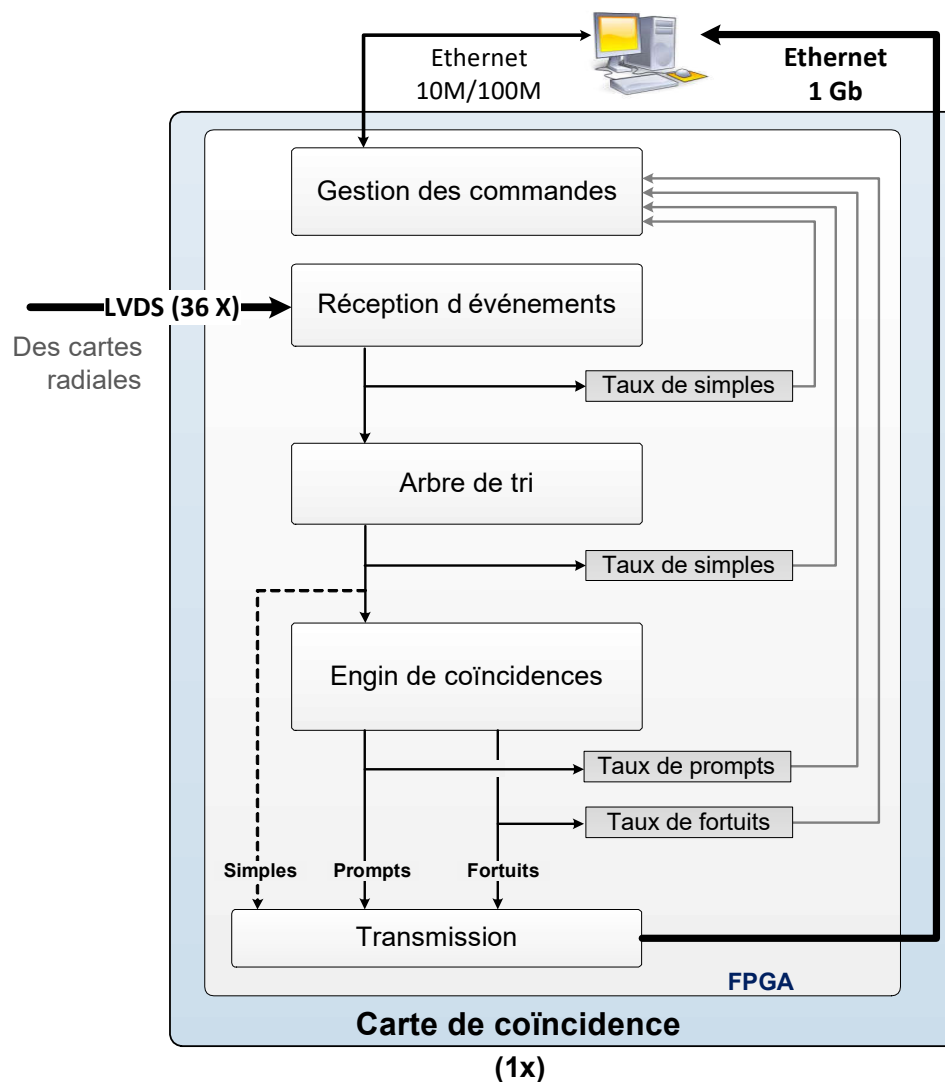 Ethernet
10M/100M
Ethernet
1 Gb
Gestion des commandes
LVDS (36 X)
Réception d événements
Des cartes
radiales
Taux de simples
Arbre de tri
Taux de simples
Engin de coïncidences
Taux de prompts
Taux de fortuits
Simples
Prompts
Fortuits
Transmission
FPGA
Carte de coïncidence
(1x)